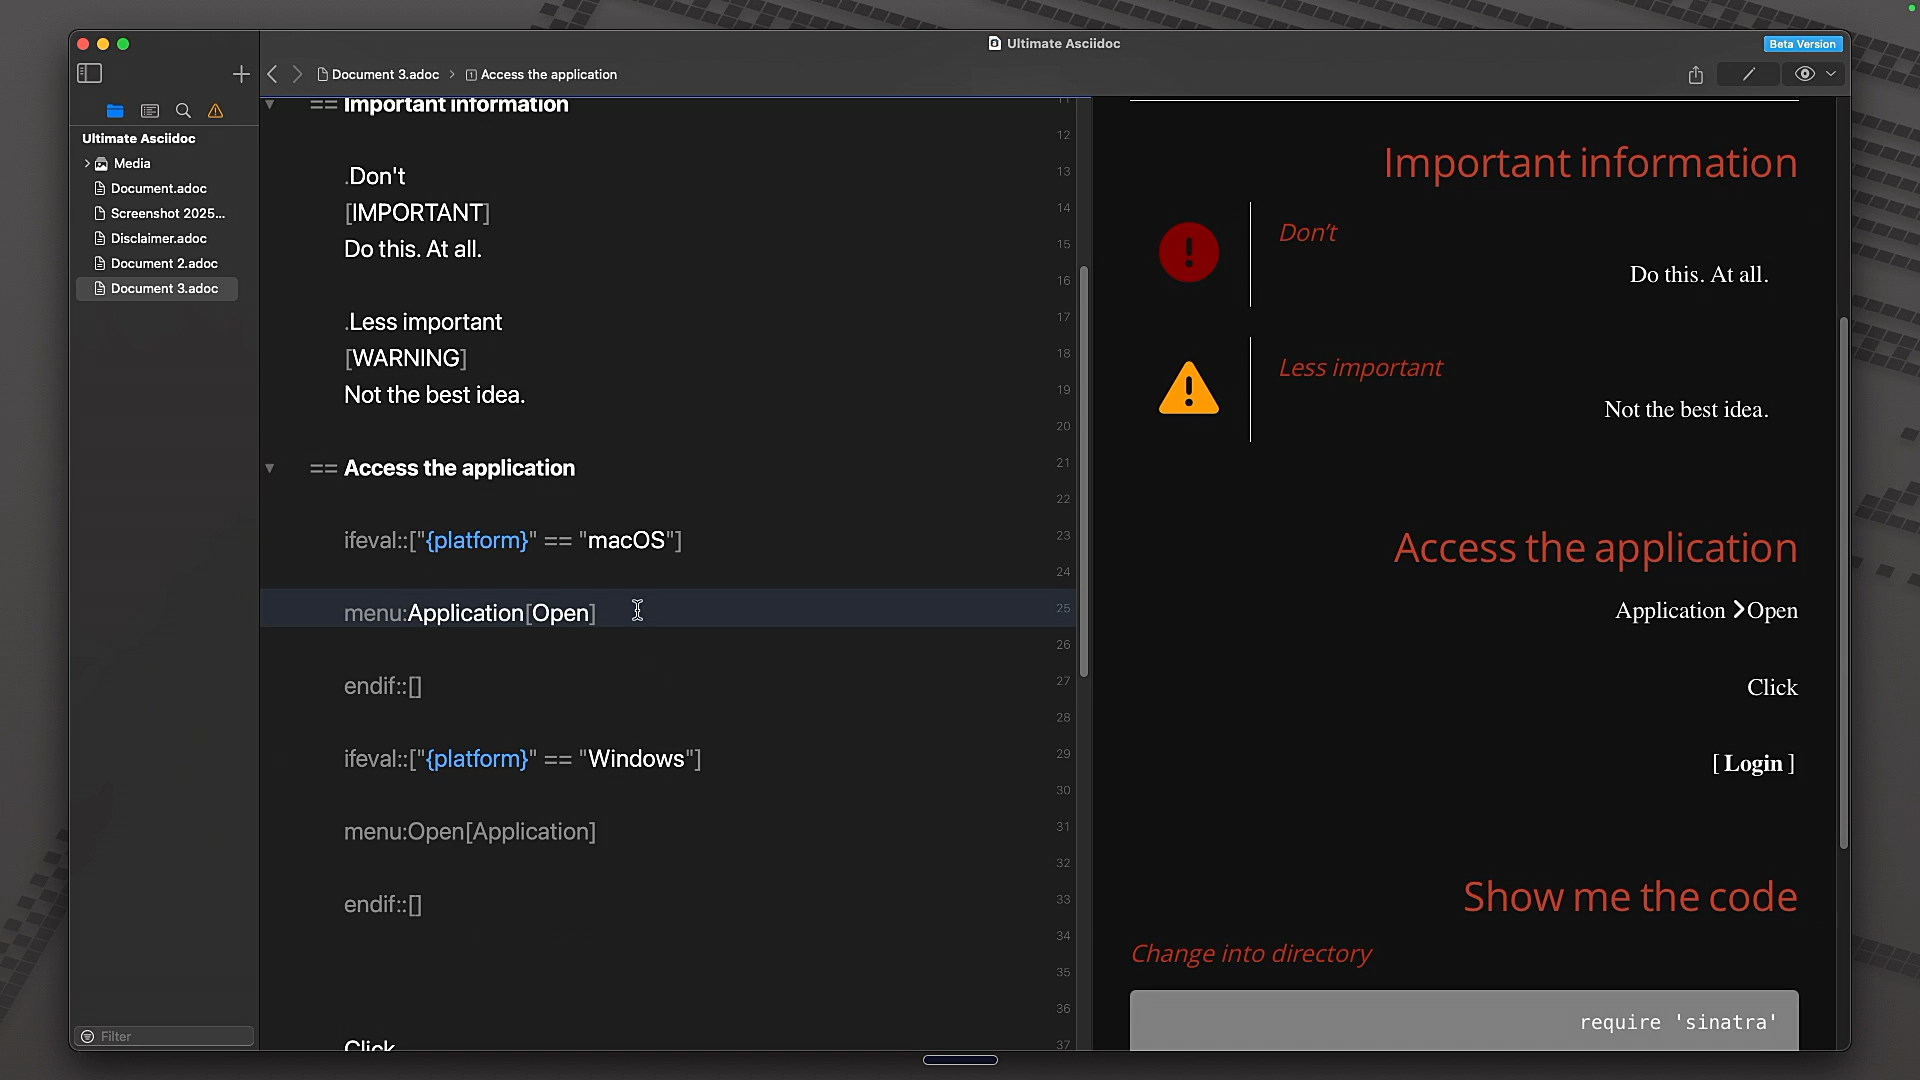 Ultimate Asciidoc
Beta Version
Document 3.adoc
Access the application
Ultimate Asciidoc
Media
Document.adoc
Screenshot 2025...
Disclaimer.adoc
Document 2.adoc
Document 3.adoc
Filter
== Important information 11
12
.Don't 13
[IMPORTANT] 14
Do this. At all. 15
16
.Less important 17
[WARNING] 18
Not the best idea. 19
20
== Access the application 21
22
ifeval::["{platform}" == "macOS"] 23
24
menu:Application[Open] 25
26
endif::[] 27
28
ifeval::["{platform}" == "Windows"] 29
30
menu:Open[Application] 31
32
endif::[] 33
34
35
36
Click 37
Important information
Don’t
Do this. At all.
Less important
Not the best idea.
Access the application
Application >Open
Click
[ Login ]
Show me the code
Change into directory
require 'sinatra'